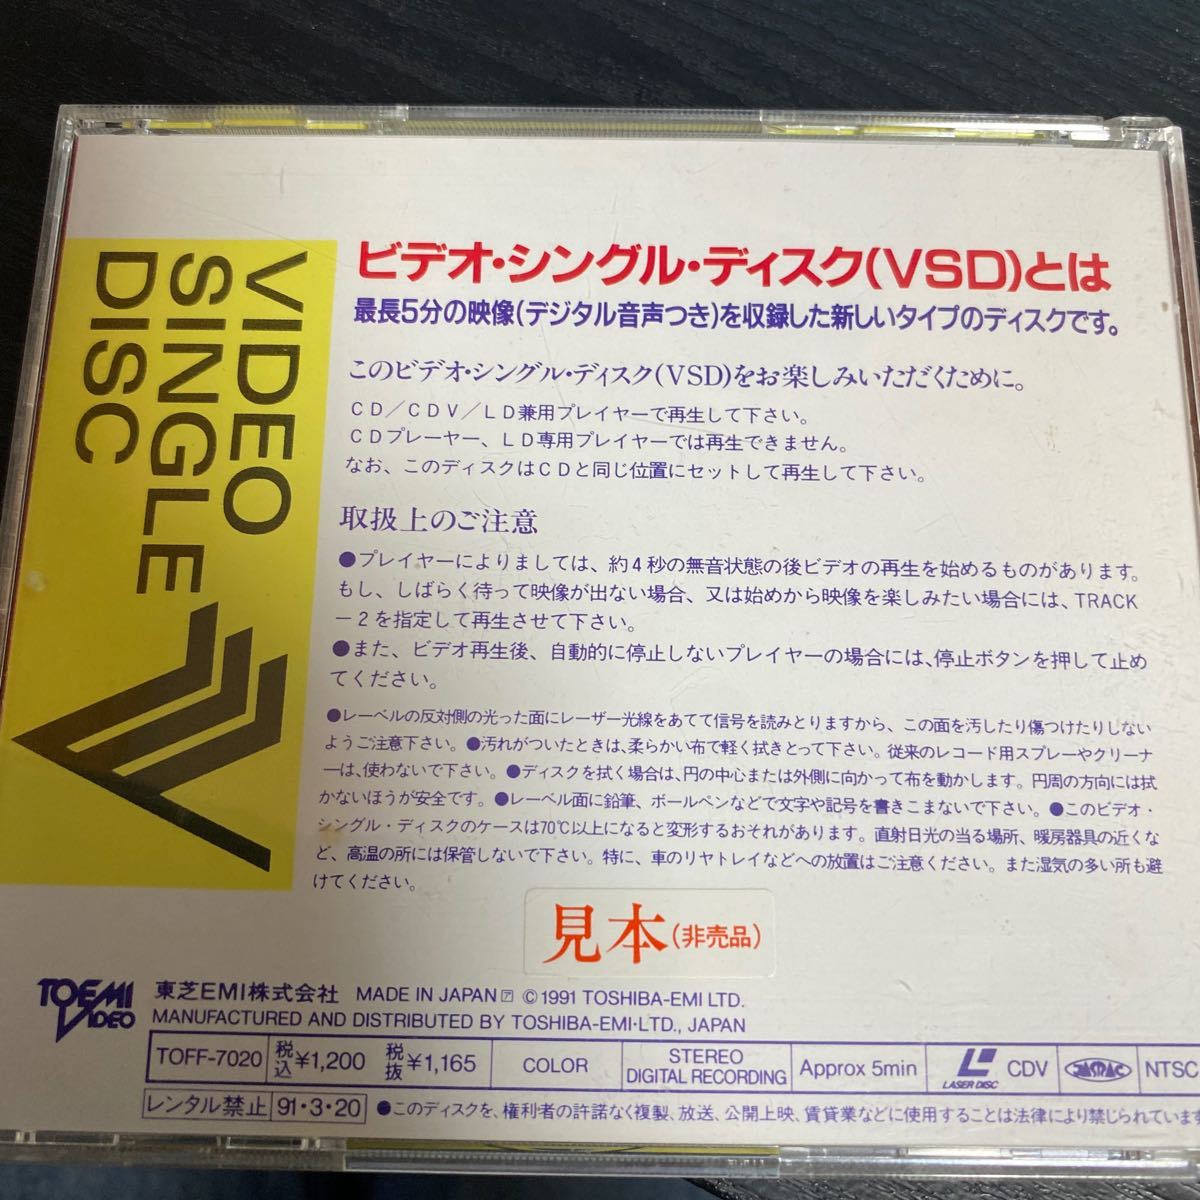 VIDEO
SINGLE
DISC
ビデオ・シングル・ディスク(VSD)とは
最長5分の映像(デジタル音声つき)を収録した新しいタイプのディスクです。
このビデオ・シングル・ディスク(VSD)をお楽しみいただくために。
CD／CDV／LD兼用プレイヤーで再生して下さい。
CDプレーヤー、LD専用プレイヤーでは再生できません。
なお、このディスクはCDと同じ位置にセットして再生して下さい。
取扱上のご注意
●プレイヤーによりましては、約4秒の無音状態の後ビデオの再生を始めるものがあります。
もし、しばらく待って映像が出ない場合、又は始めから映像を楽しみたい場合には、TRACK
－2を指定して再生させて下さい。
●また、ビデオ再生後、自動的に停止しないプレイヤーの場合には、停止ボタンを押して止め
てください。
●レーベルの反対側の光った面にレーザー光線をあてて信号を読みとりますから、この面を汚したり傷つけたりしない
ようご注意下さい。●汚れがついたときは、柔らかい布で軽く拭きとって下さい。従来のレコード用スプレーやクリーナ
ーは、使わないで下さい。●ディスクを拭く場合は、円の中心または外側に向かって布を動かします。円周の方向には拭
かないほうが安全です。●レーベル面に鉛筆、ボールペンなどで文字や記号を書きこまないで下さい。●このビデオ・
シングル・ディスクのケースは70℃以上になると変形するおそれがあります。直射日光の当る場所、暖房器具の近くな
ど、高温の所には保管しないで下さい。特に、車のリヤトレイなどへの放置はご注意ください。また湿気の多い所も避
けてください。
見本(非売品)
TOEMI VIDEO
東芝EMI株式会社 MADE IN JAPAN ア © 1991 TOSHIBA-EMI LTD.
MANUFACTURED AND DISTRIBUTED BY TOSHIBA-EMI・LTD., JAPAN
TOFF-7020 税込¥1,200 税抜¥1,165 COLOR STEREO DIGITAL RECORDING Approx 5min LASER DISC CDV JASRAC NTSC
レンタル禁止 91・3・20 ●このディスクを、権利者の許諾なく複製、放送、公開上映、賃貸業などに使用することは法律により禁じられています